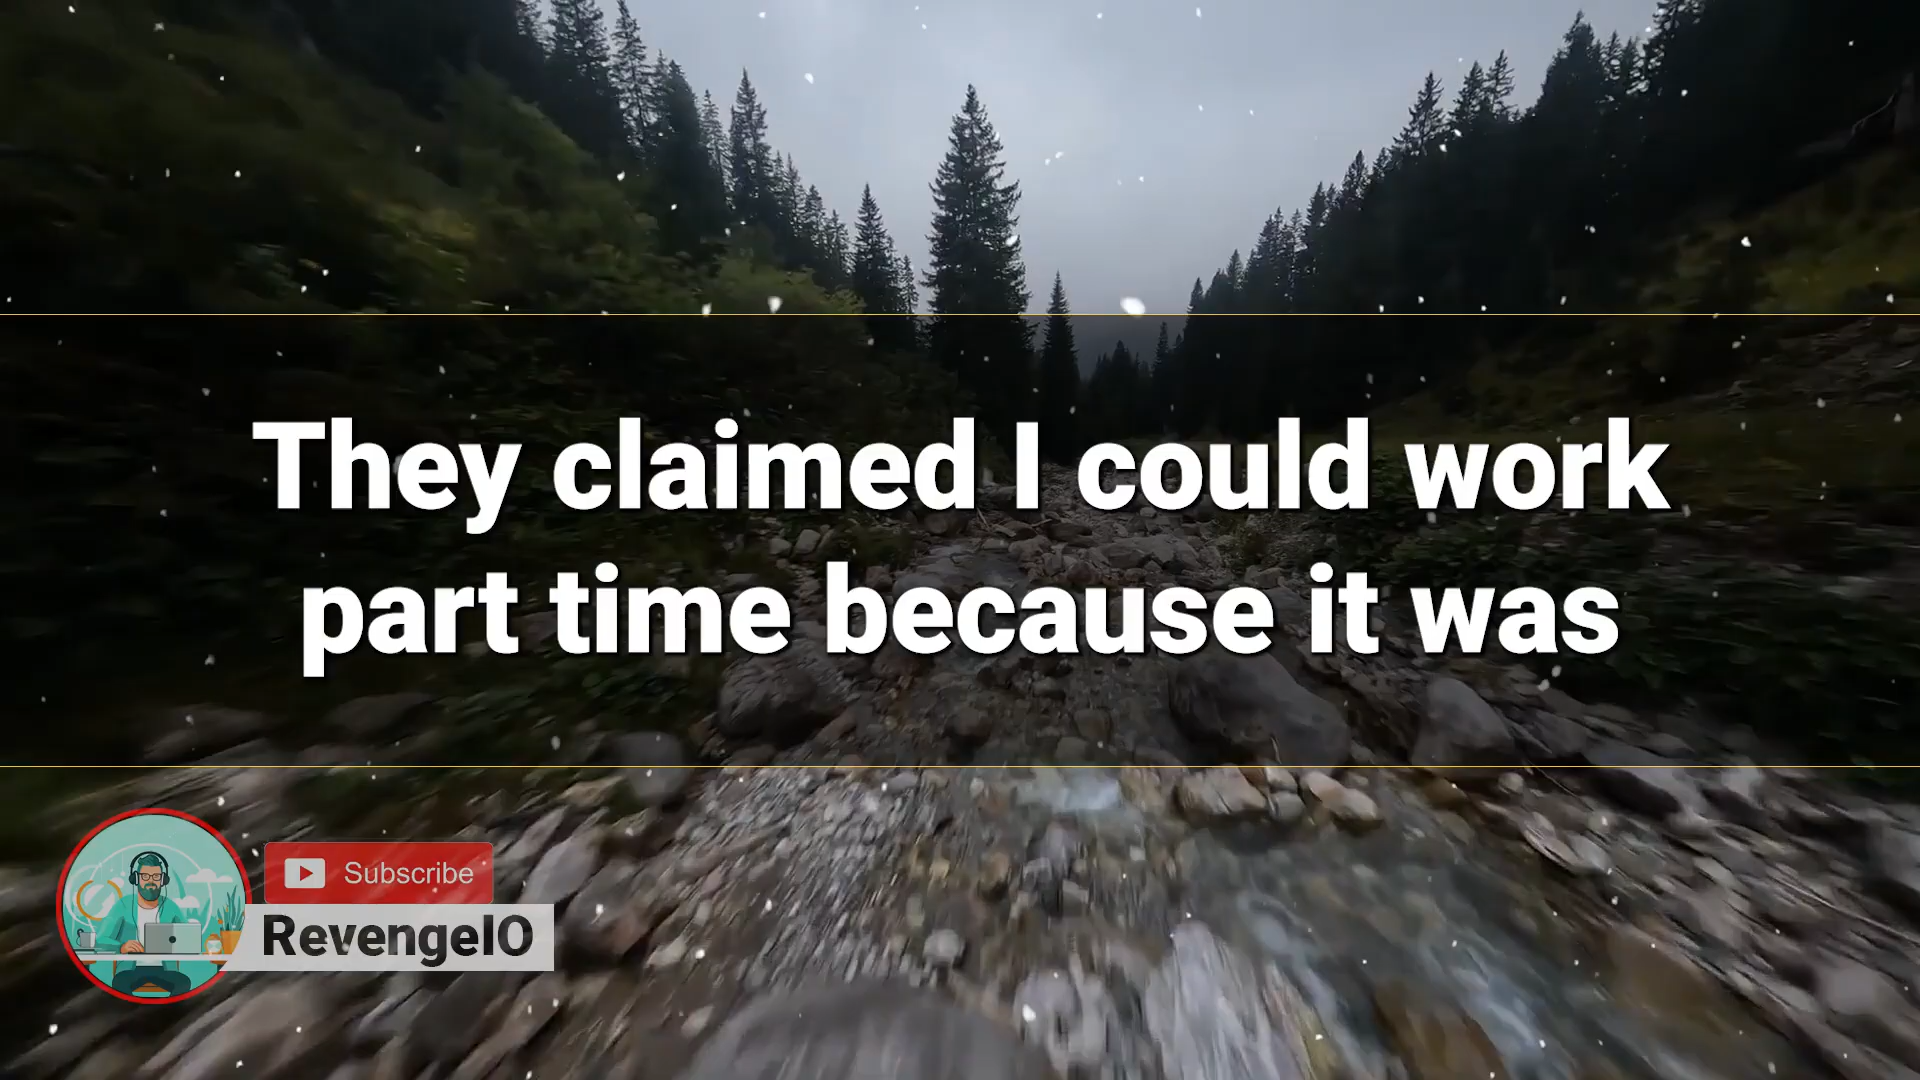 They claimed I could work
part time because it was
Subscribe
RevengeIO